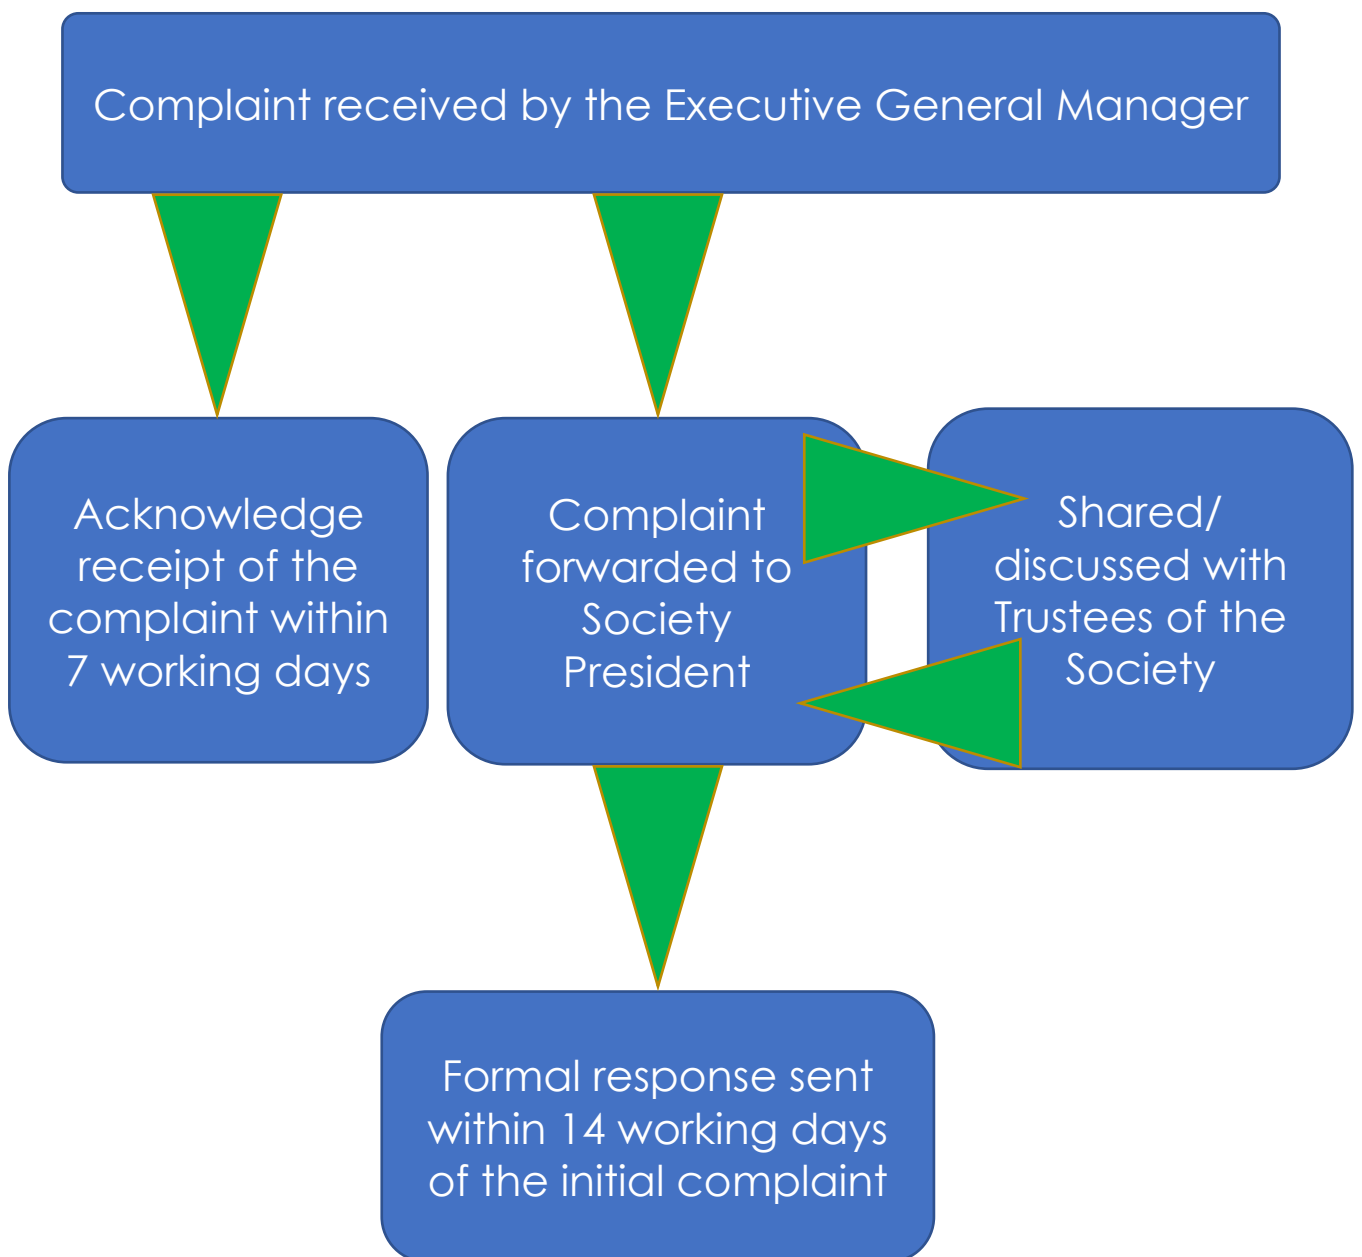 Complaint received by the Executive General Manager
Acknowledge
receipt of the
complaint within
7 working days
Complaint
forwarded to
Society
President
Shared/
discussed with
Trustees of the
Society
Formal response sent
within 14 working days
of the initial complaint